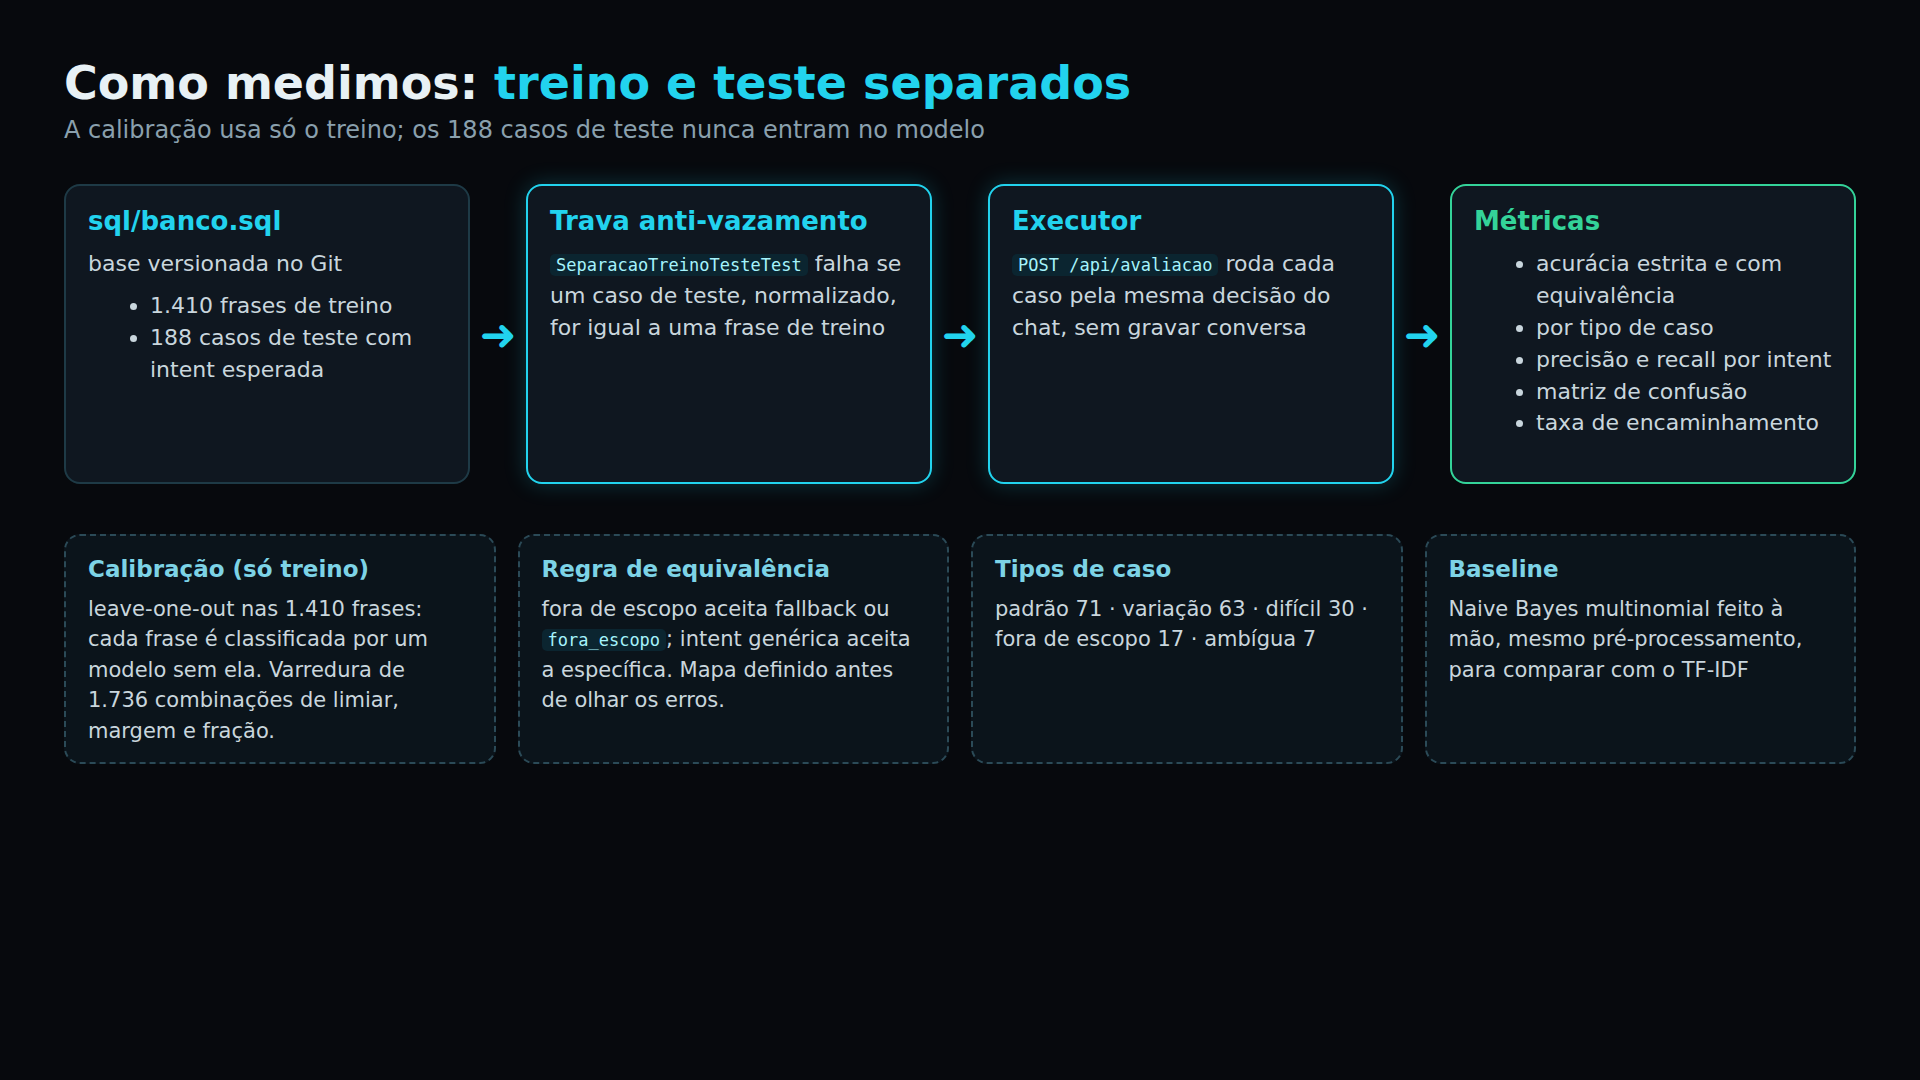 Como medimos: treino e teste separados
A calibração usa só o treino; os 188 casos de teste nunca entram no modelo
sql/banco.sql
base versionada no Git
• 1.410 frases de treino
• 188 casos de teste com
intent esperada
➜
Trava anti-vazamento
SeparacaoTreinoTesteTest falha se
um caso de teste, normalizado,
for igual a uma frase de treino
➜
Executor
POST /api/avaliacao roda cada
caso pela mesma decisão do
chat, sem gravar conversa
➜
Métricas
• acurácia estrita e com
equivalência
• por tipo de caso
• precisão e recall por intent
• matriz de confusão
• taxa de encaminhamento
Calibração (só treino)
leave-one-out nas 1.410 frases:
cada frase é classificada por um
modelo sem ela. Varredura de
1.736 combinações de limiar,
margem e fração.
Regra de equivalência
fora de escopo aceita fallback ou
fora_escopo; intent genérica aceita
a específica. Mapa definido antes
de olhar os erros.
Tipos de caso
padrão 71 · variação 63 · difícil 30 ·
fora de escopo 17 · ambígua 7
Baseline
Naive Bayes multinomial feito à
mão, mesmo pré-processamento,
para comparar com o TF-IDF